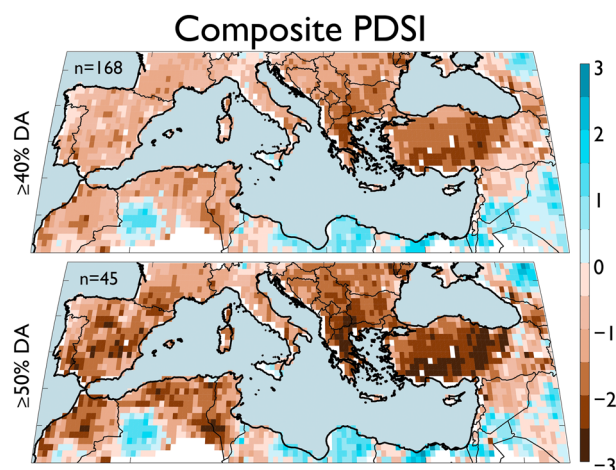 Composite PDSI
n=168
≥40% DA
n=45
≥50% DA
3
2
1
0
−1
−2
−3